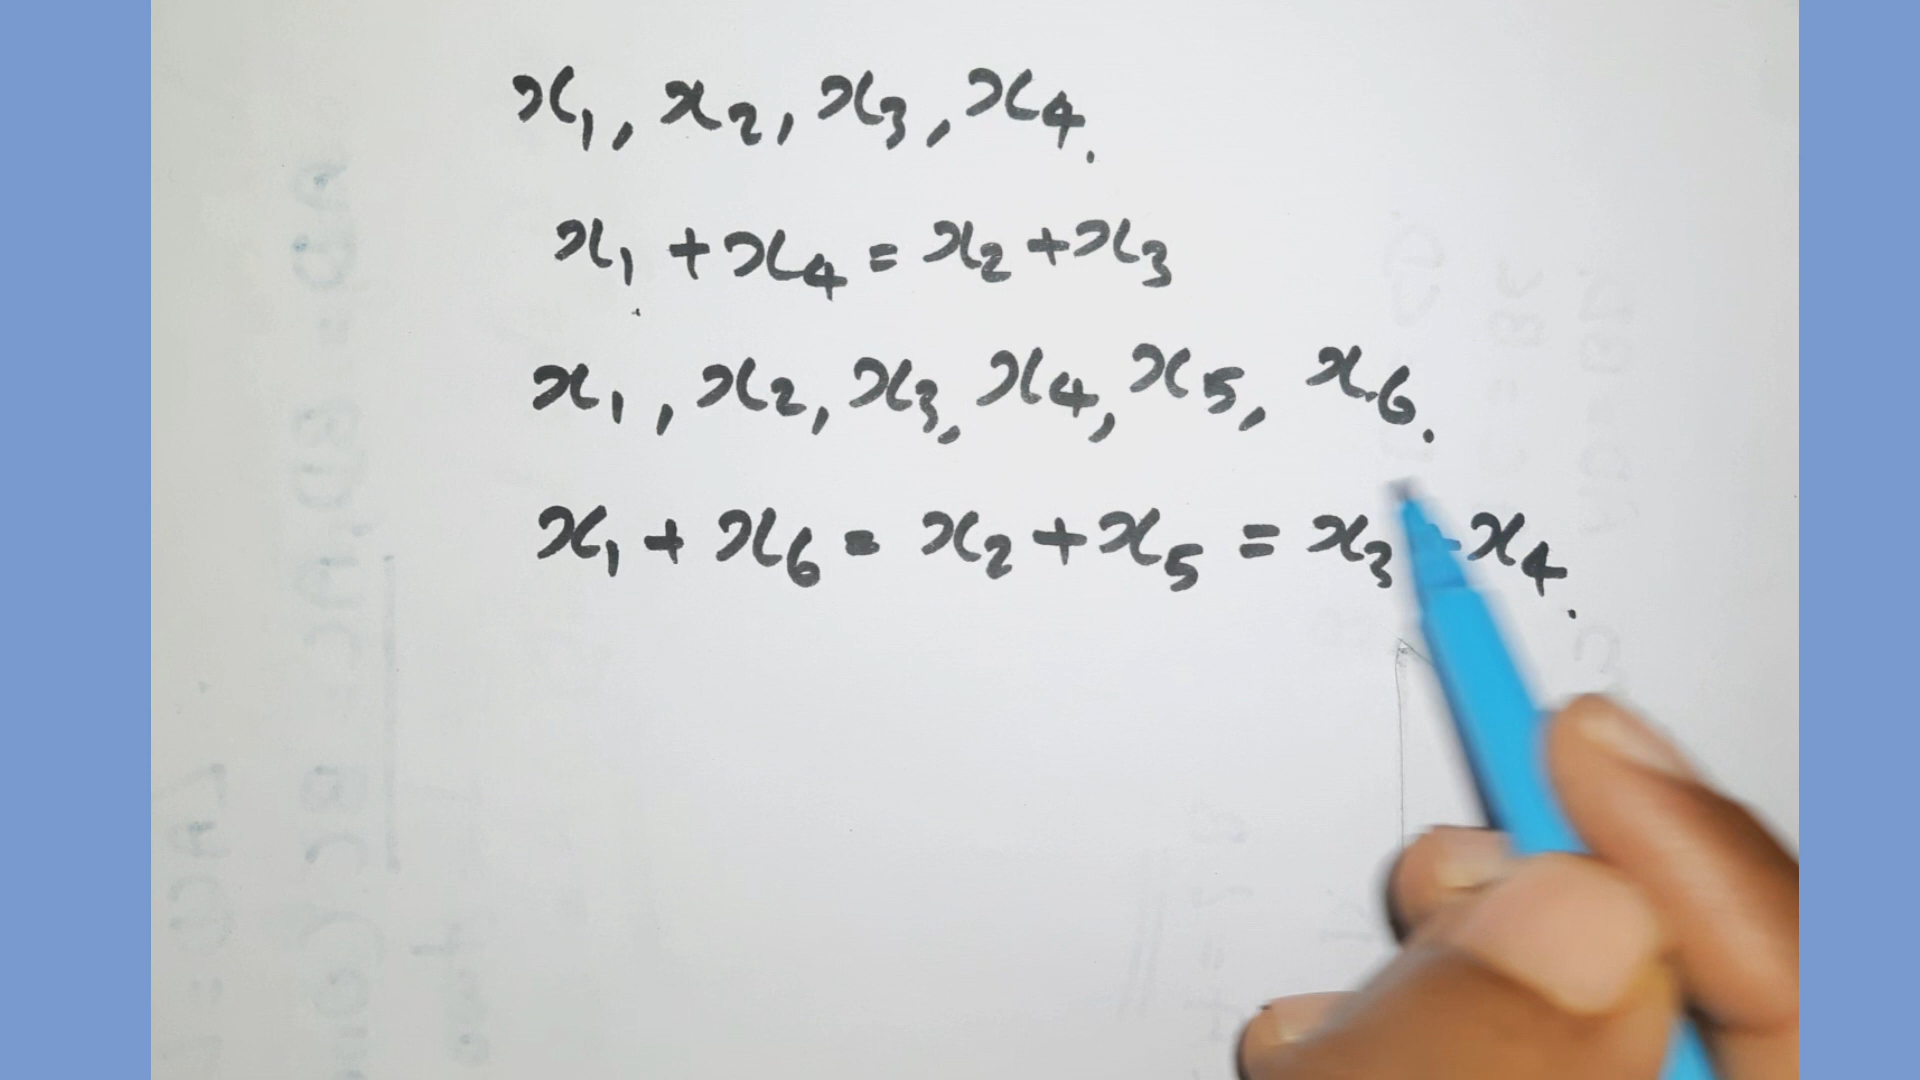 x₁, x₂, x₃, x₄.
x₁ + x₄ = x₂ + x₃
x₁, x₂, x₃, x₄, x₅, x₆.
x₁ + x₆ = x₂ + x₅ = x₃ + x₄.